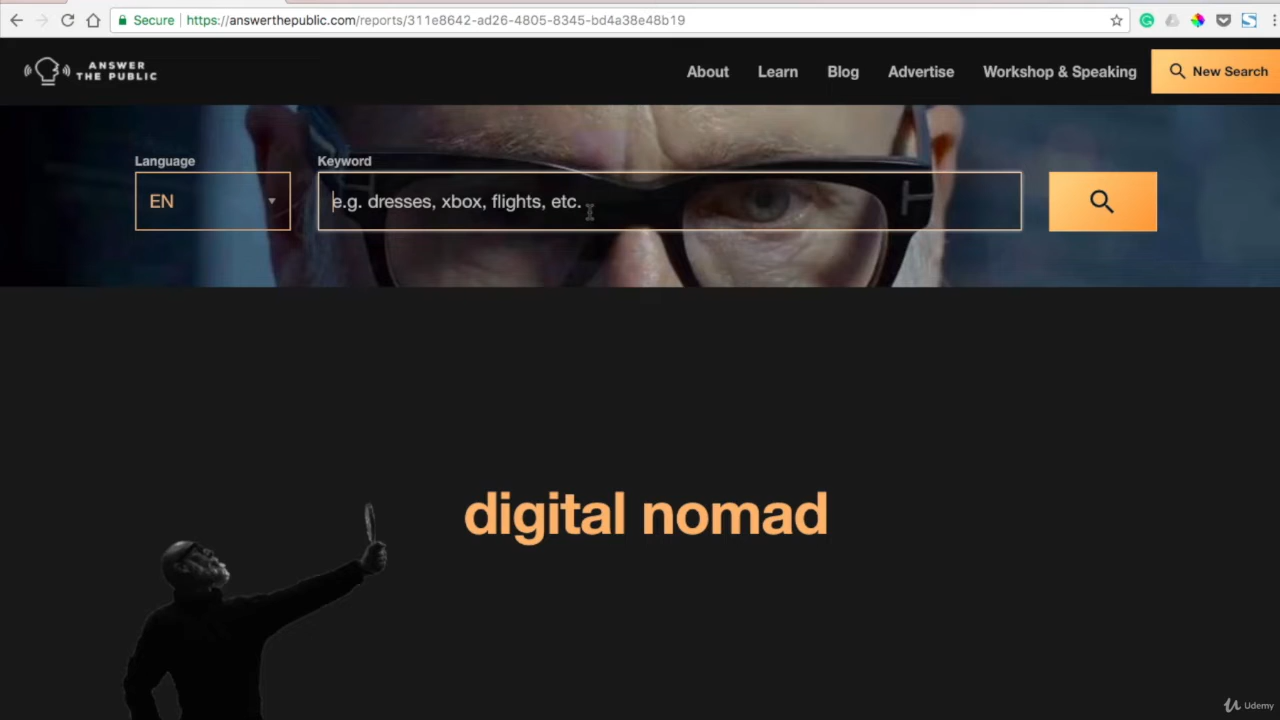 Secure https://answerthepublic.com/reports/311e8642-ad26-4805-8345-bd4a38e48b19
ANSWER
THE PUBLIC
About Learn Blog Advertise Workshop & Speaking New Search
Language Keyword
EN e.g. dresses, xbox, flights, etc.
digital nomad
Udemy